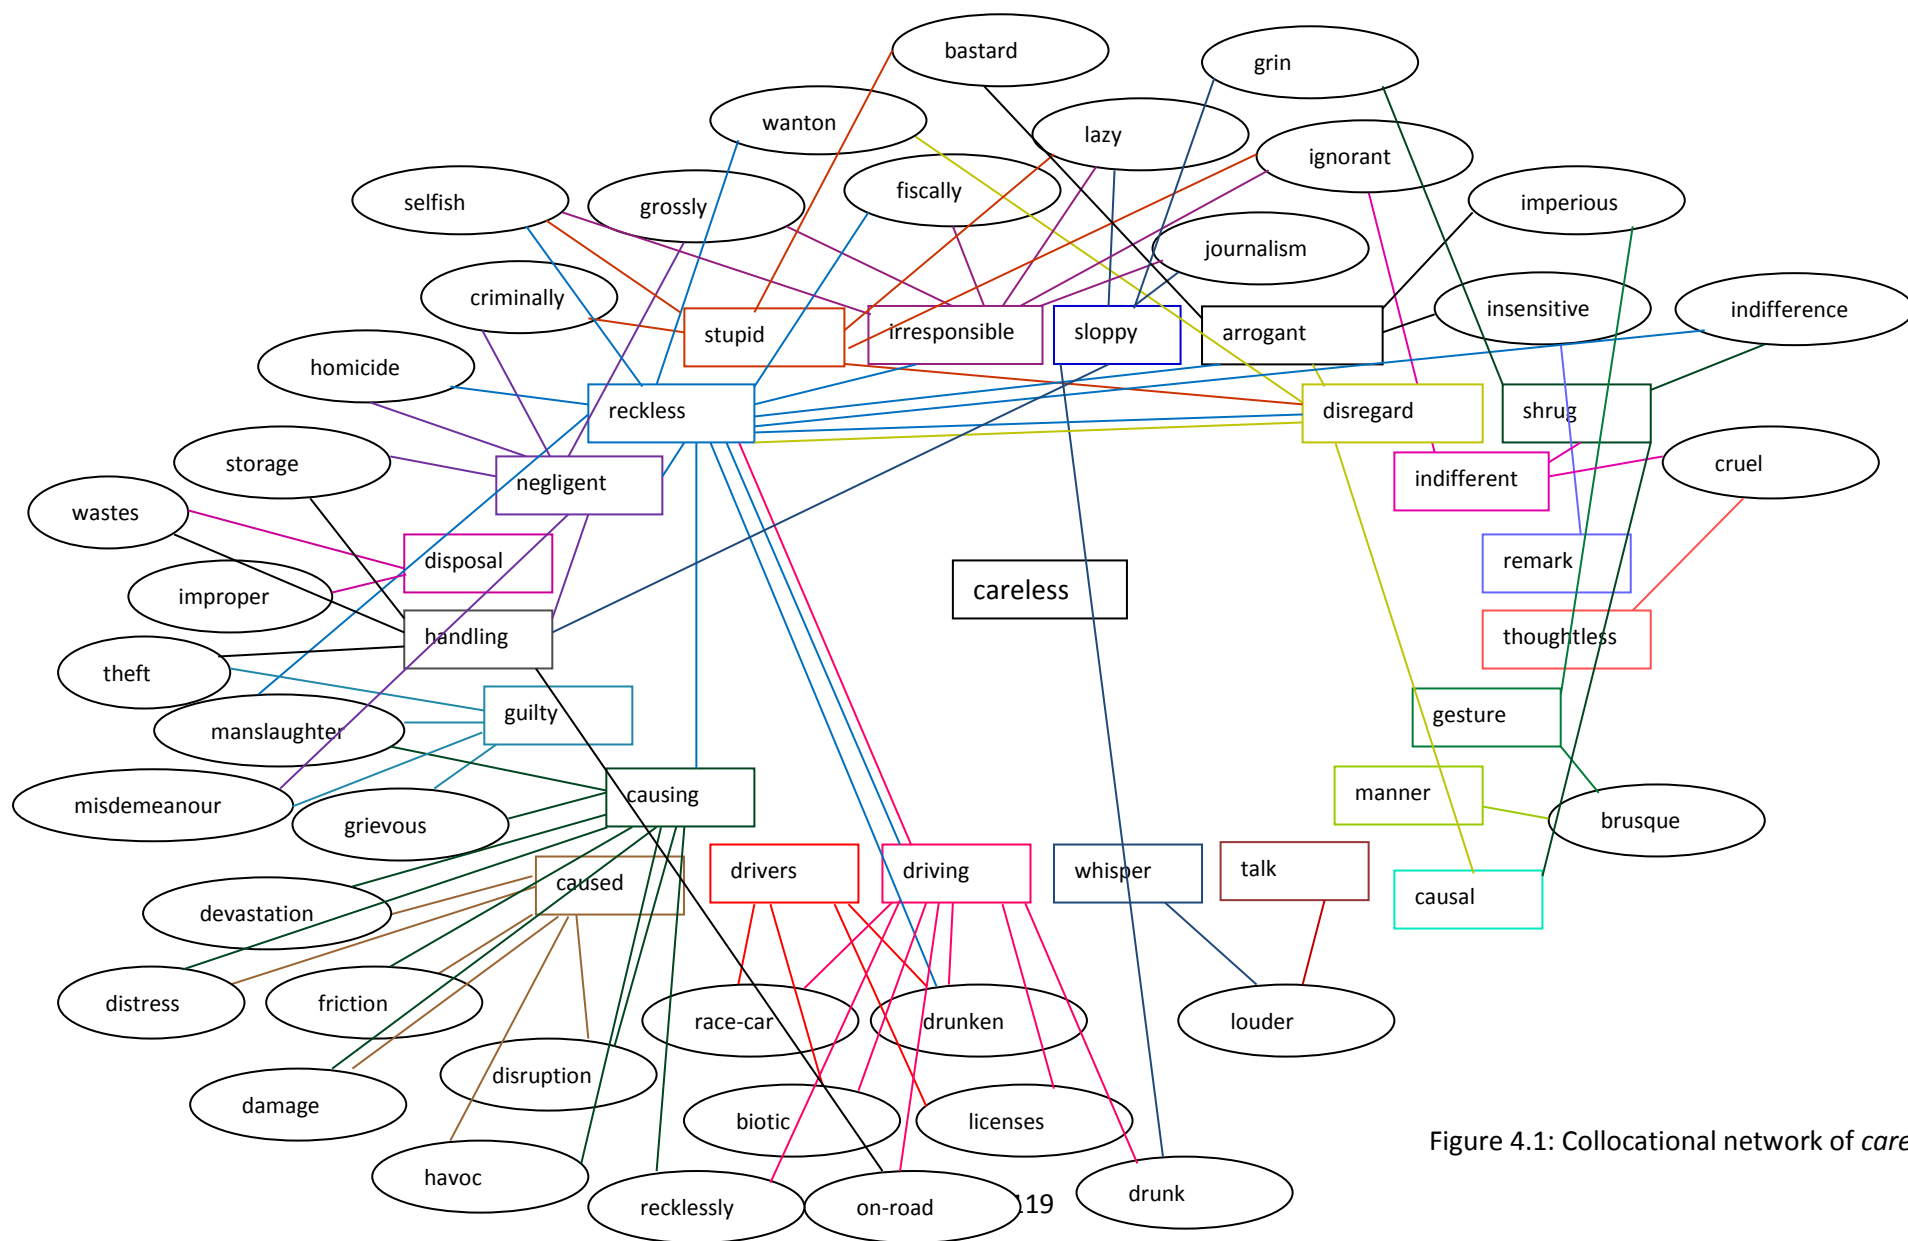 bastard
grin
wanton
lazy
ignorant
selfish
grossly
fiscally
imperious
journalism
criminally
insensitive
indifference
stupid
irresponsible
sloppy
arrogant
homicide
reckless
disregard
shrug
storage
negligent
indifferent
cruel
wastes
disposal
remark
improper
careless
handling
thoughtless
theft
guilty
gesture
manslaughter
misdemeanour
causing
manner
grievous
brusque
caused
drivers
driving
whisper
talk
causal
devastation
distress
friction
race-car
drunken
louder
disruption
damage
biotic
licenses
Figure 4.1: Collocational network of care
havoc
recklessly
on-road
19
drunk